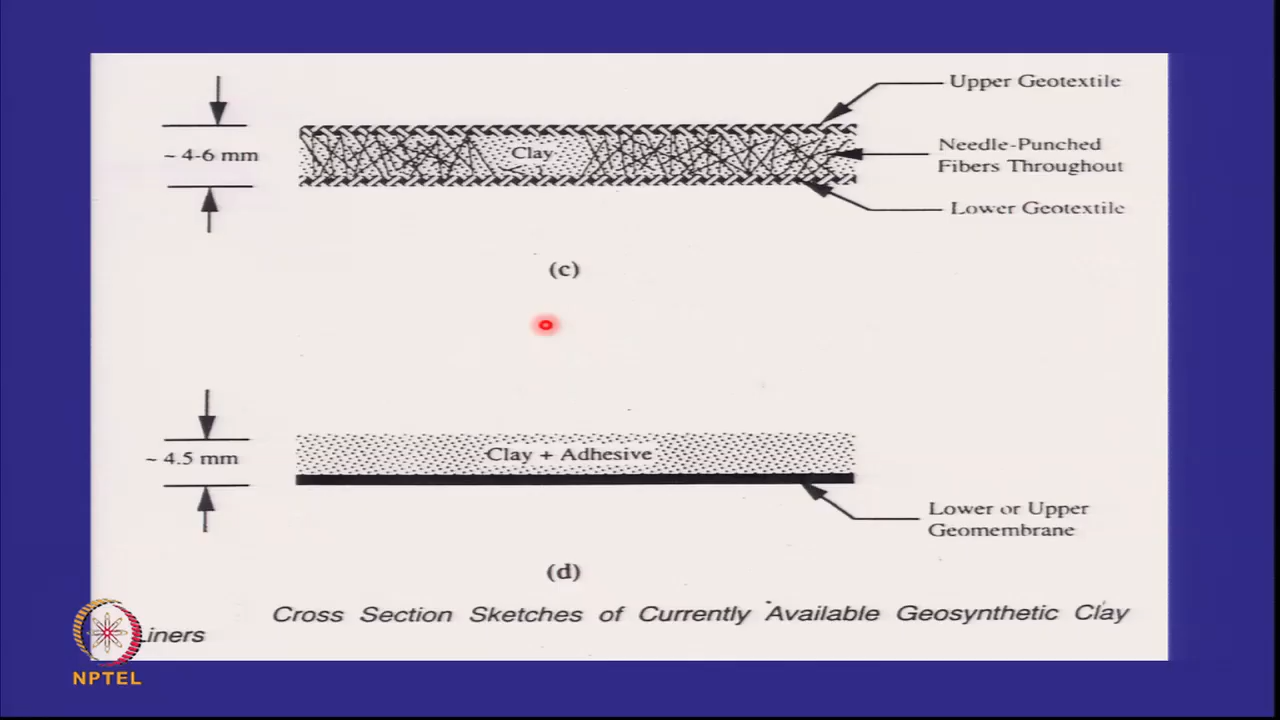 Upper Geotextile
~ 4-6 mm
Clay
Needle-Punched
Fibers Throughout
Lower Geotextile
(c)
~ 4.5 mm
Clay + Adhesive
Lower or Upper
Geomembrane
(d)
Cross Section Sketches of Currently Available Geosynthetic Clay
Liners
NPTEL